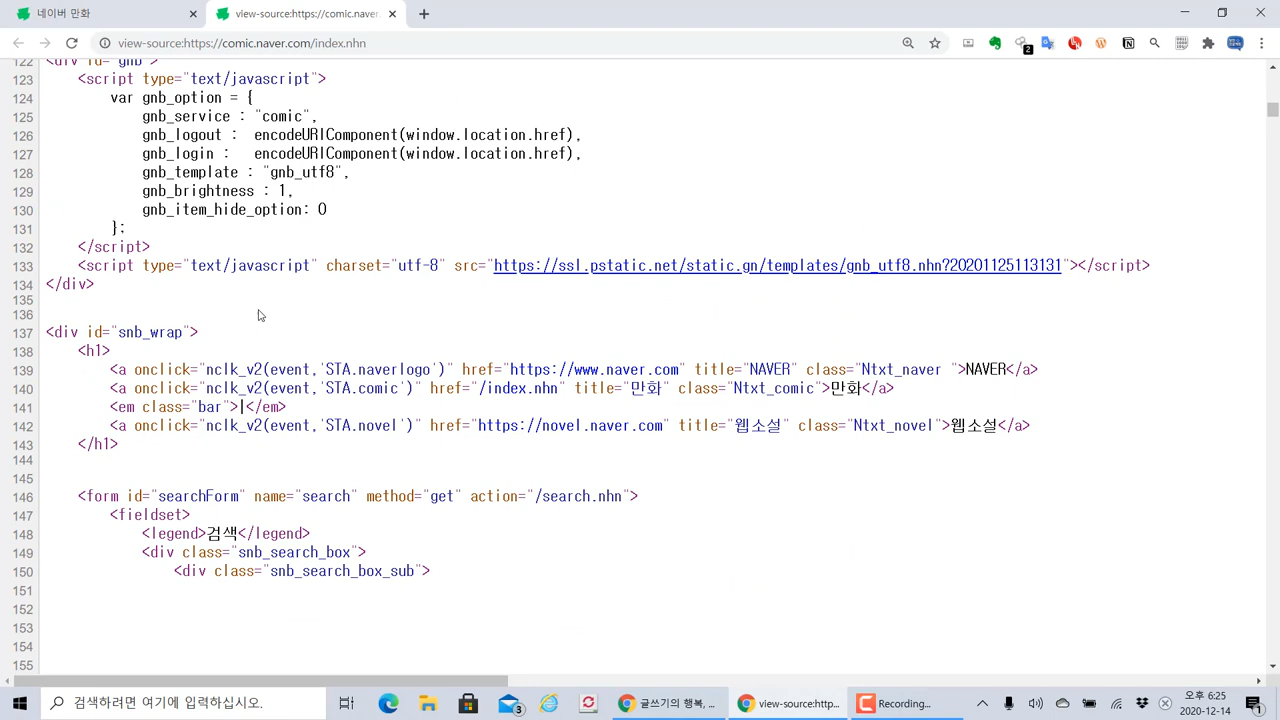 네이버 만화
view-source:https://comic.naver
view-source:https://comic.naver.com/index.nhn
2
122 <div id="gnb">
123 <script type="text/javascript">
124 var gnb_option = {
125 gnb_service : "comic",
126 gnb_logout : encodeURIComponent(window.location.href),
127 gnb_login : encodeURIComponent(window.location.href),
128 gnb_template : "gnb_utf8",
129 gnb_brightness : 1,
130 gnb_item_hide_option: 0
131 };
132 </script>
133 <script type="text/javascript" charset="utf-8" src="https://ssl.pstatic.net/static.gn/templates/gnb_utf8.nhn?20201125113131"></script>
134 </div>
135
136
137 <div id="snb_wrap">
138 <h1>
139 <a onclick="nclk_v2(event,'STA.naverlogo')" href="https://www.naver.com" title="NAVER" class="Ntxt_naver ">NAVER</a>
140 <a onclick="nclk_v2(event,'STA.comic')" href="/index.nhn" title="만화" class="Ntxt_comic">만화</a>
141 <em class="bar">|</em>
142 <a onclick="nclk_v2(event,'STA.novel')" href="https://novel.naver.com" title="웹소설" class="Ntxt_novel">웹소설</a>
143 </h1>
144
145
146 <form id="searchForm" name="search" method="get" action="/search.nhn">
147 <fieldset>
148 <legend>검색</legend>
149 <div class="snb_search_box">
150 <div class="snb_search_box_sub">
151
152
153
154
155
검색하려면 여기에 입력하십시오.
3
글쓰기의 행복, ...
view-source:http...
Recording...
오후 6:25
2020-12-14
1